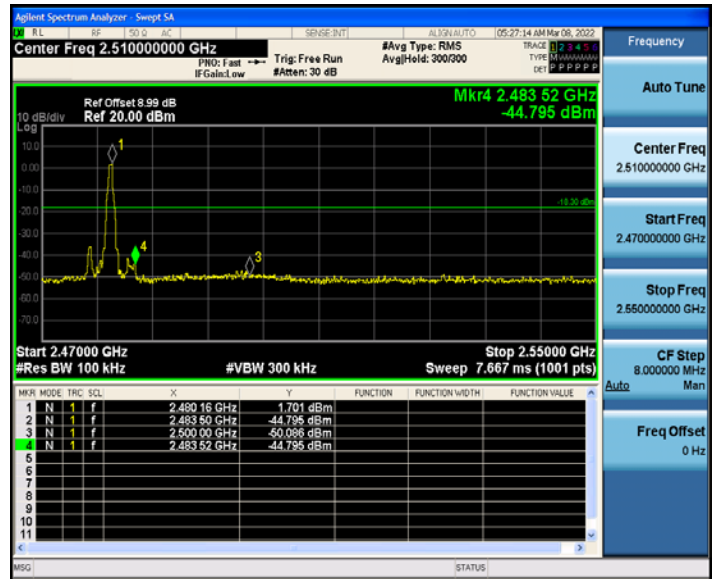 Agilent Spectrum Analyzer - Swept SA
RL RF 50 Ω AC SENSE:INT ALIGNAUTO 05:27:14 AM Mar 08, 2022
Center Freq 2.510000000 GHz #Avg Type: RMS TRACE 1 2 3 4 5 6
PNO: Fast Trig: Free Run Avg|Hold: 300/300 TYPE M
IFGain:Low #Atten: 30 dB DET P P P P P P
Ref Offset 8.99 dB Mkr4 2.483 52 GHz
10 dB/div Ref 20.00 dBm -44.795 dBm
Log
1
10.0
0.00
-10.0
-18.30 dBm
-20.0
-30.0
4
-40.0
3
-50.0
-60.0
-70.0
Start 2.47000 GHz Stop 2.55000 GHz
#Res BW 100 kHz #VBW 300 kHz Sweep 7.667 ms (1001 pts)
MKR MODE TRC SCL X Y FUNCTION FUNCTION WIDTH FUNCTION VALUE
1 N 1 f 2.480 16 GHz 1.701 dBm
2 N 1 f 2.483 50 GHz -44.795 dBm
3 N 1 f 2.500 00 GHz -50.086 dBm
4 N 1 f 2.483 52 GHz -44.795 dBm
5
6
7
8
9
10
11
MSG STATUS
Frequency
Auto Tune
Center Freq
2.510000000 GHz
Start Freq
2.470000000 GHz
Stop Freq
2.550000000 GHz
CF Step
8.000000 MHz
Auto Man
Freq Offset
0 Hz